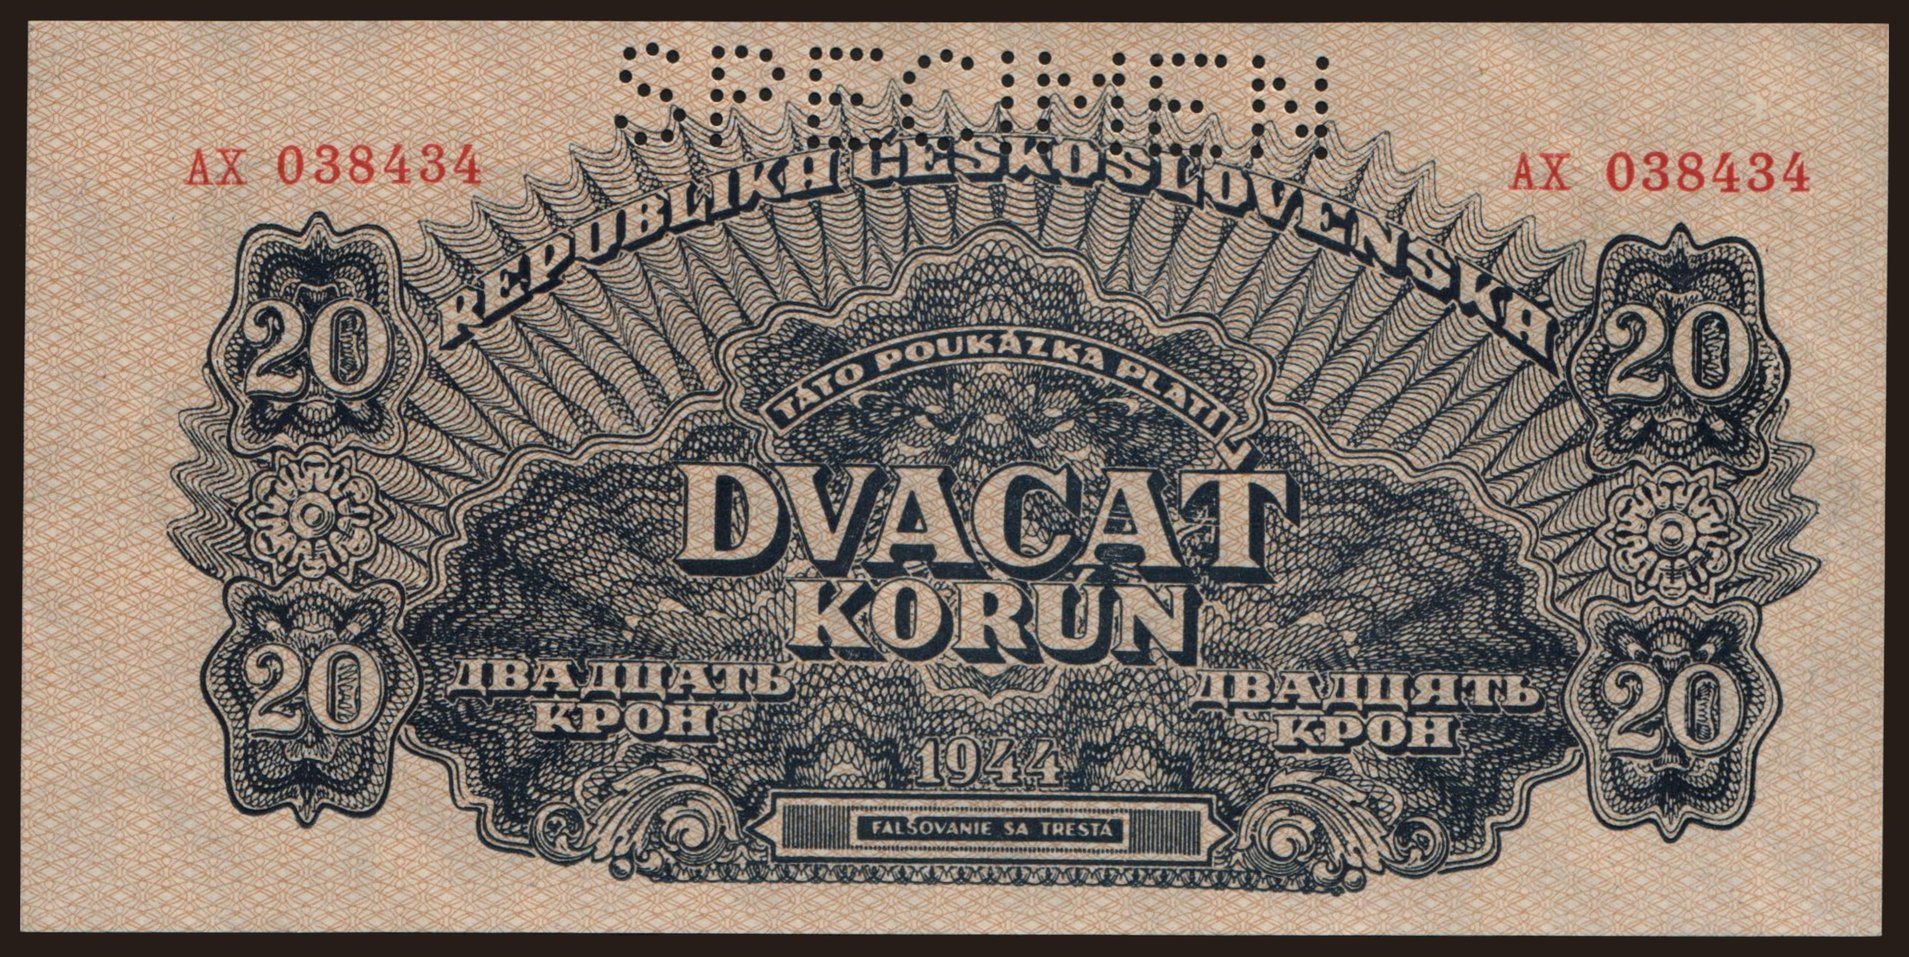 SPECIMEN
AX 038434
AX 038434
REPUBLIKA ČESKOSLOVENSKÁ
20
20
TÁTO POUKÁZKA PLATÍ
DVACAŤ
KORÚN
ДВАДЦАТЬ
КРОН
ДВАДЦЯТЬ
КРОН
20
20
1944
FALŠOVANIE SA TRESTÁ